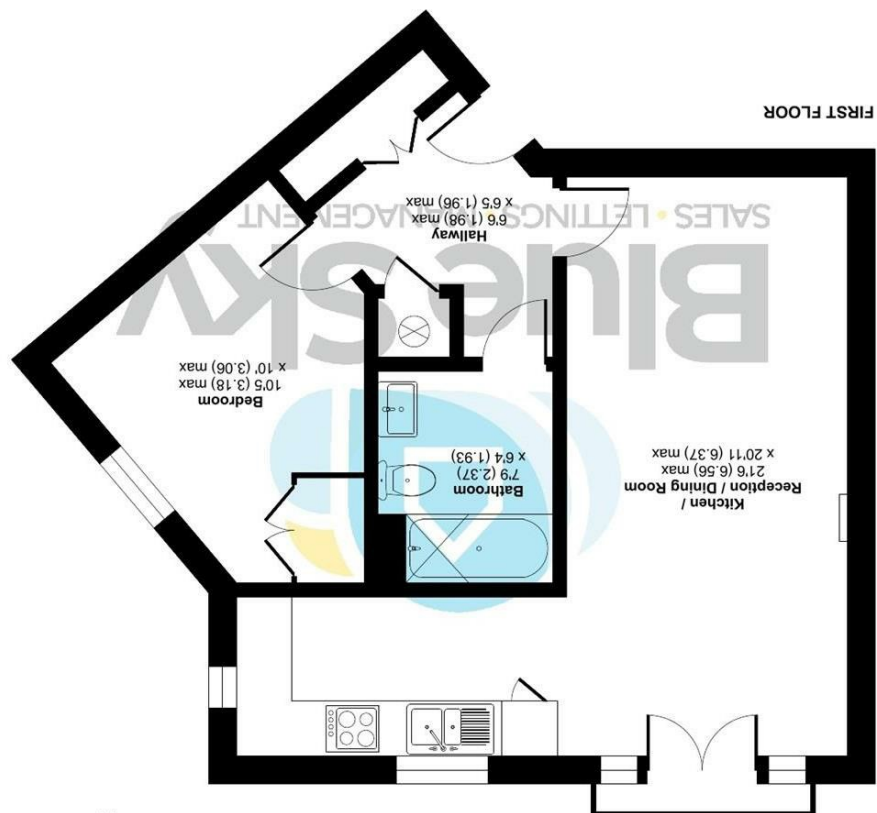 Kitchen /
Reception / Dining Room
21'6 (6.56) max
x 20'11 (6.37) max
Bathroom
7'9 (2.37)
x 6'4 (1.93)
Bedroom
10'5 (3.18) max
x 10' (3.06) max
Blue Sky
SALES • LETTINGS • MANAGEMENT
Hallway
6'6 (1.98) max
x 6'5 (1.96) max
FIRST FLOOR